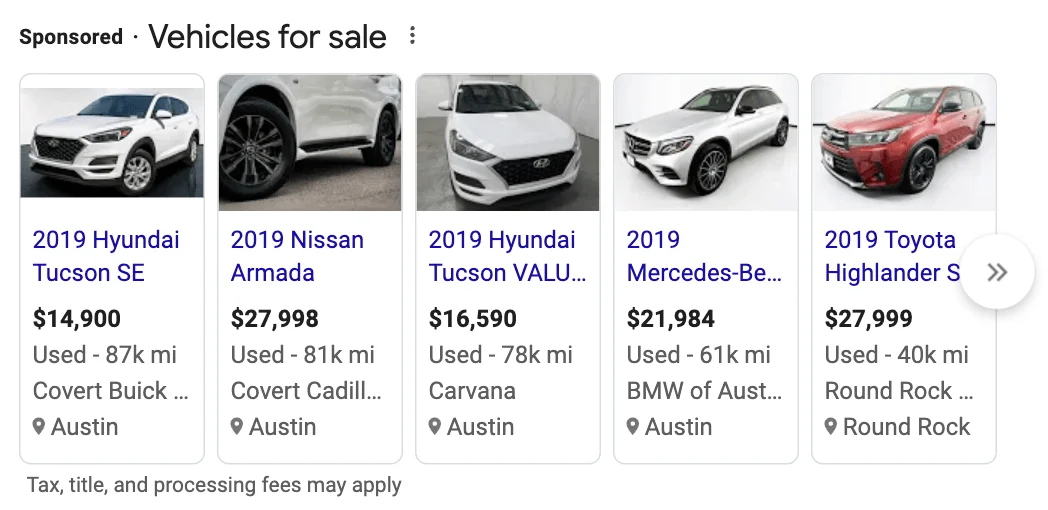 Sponsored · Vehicles for sale
2019 Hyundai
Tucson SE
$14,900
Used - 87k mi
Covert Buick ...
Austin
2019 Nissan
Armada
$27,998
Used - 81k mi
Covert Cadill...
Austin
2019 Hyundai
Tucson VALU...
$16,590
Used - 78k mi
Carvana
Austin
2019
Mercedes-Be...
$21,984
Used - 61k mi
BMW of Aust...
Austin
2019 Toyota
Highlander S
$27,999
Used - 40k mi
Round Rock ...
Round Rock
Tax, title, and processing fees may apply